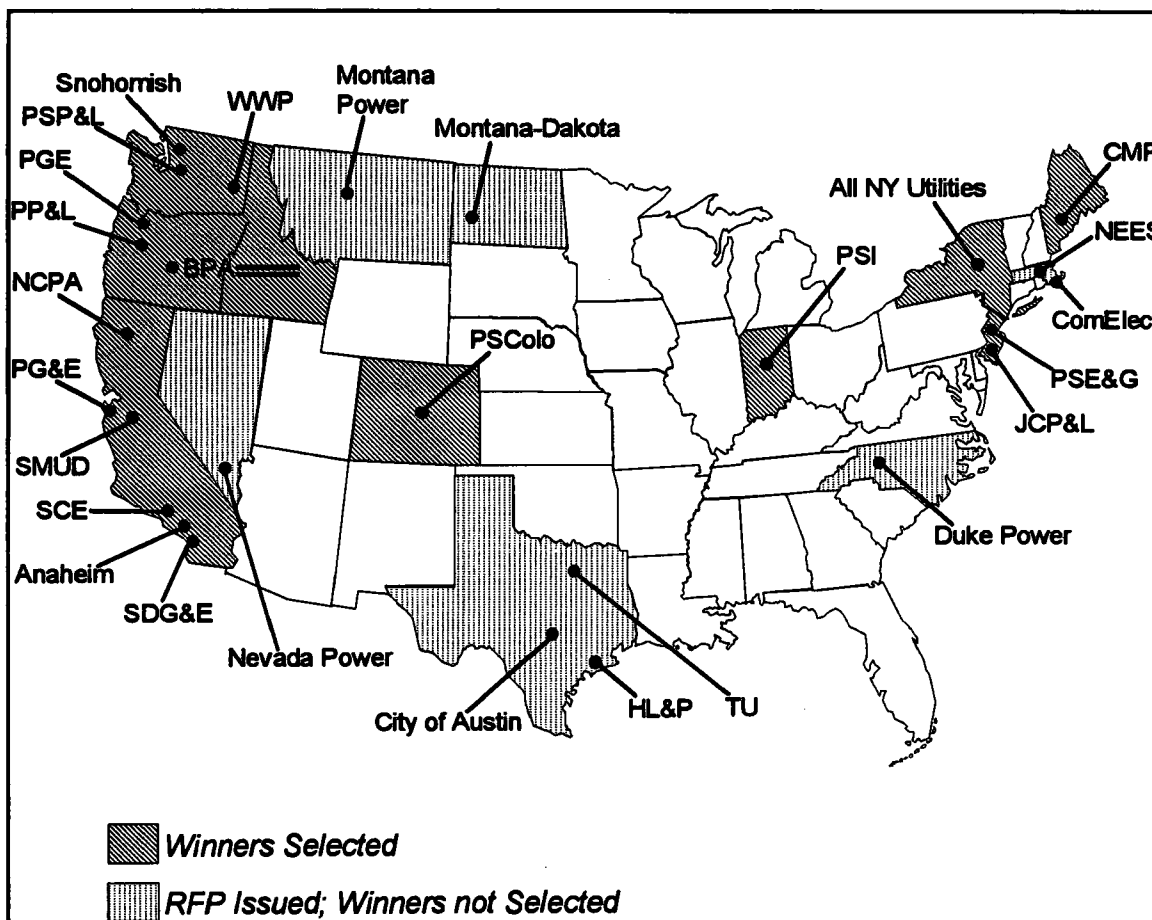 Snohomish
PSP&L
WWP
Montana
Power
Montana-Dakota
PGE
PP&L
BPA
NCPA
PG&E
SMUD
SCE
Anaheim
SDG&E
Nevada Power
PSColo
City of Austin
HL&P
TU
PSI
All NY Utilities
CMP
NEES
ComElec
PSE&G
JCP&L
Duke Power
Winners Selected
RFP Issued; Winners not Selected